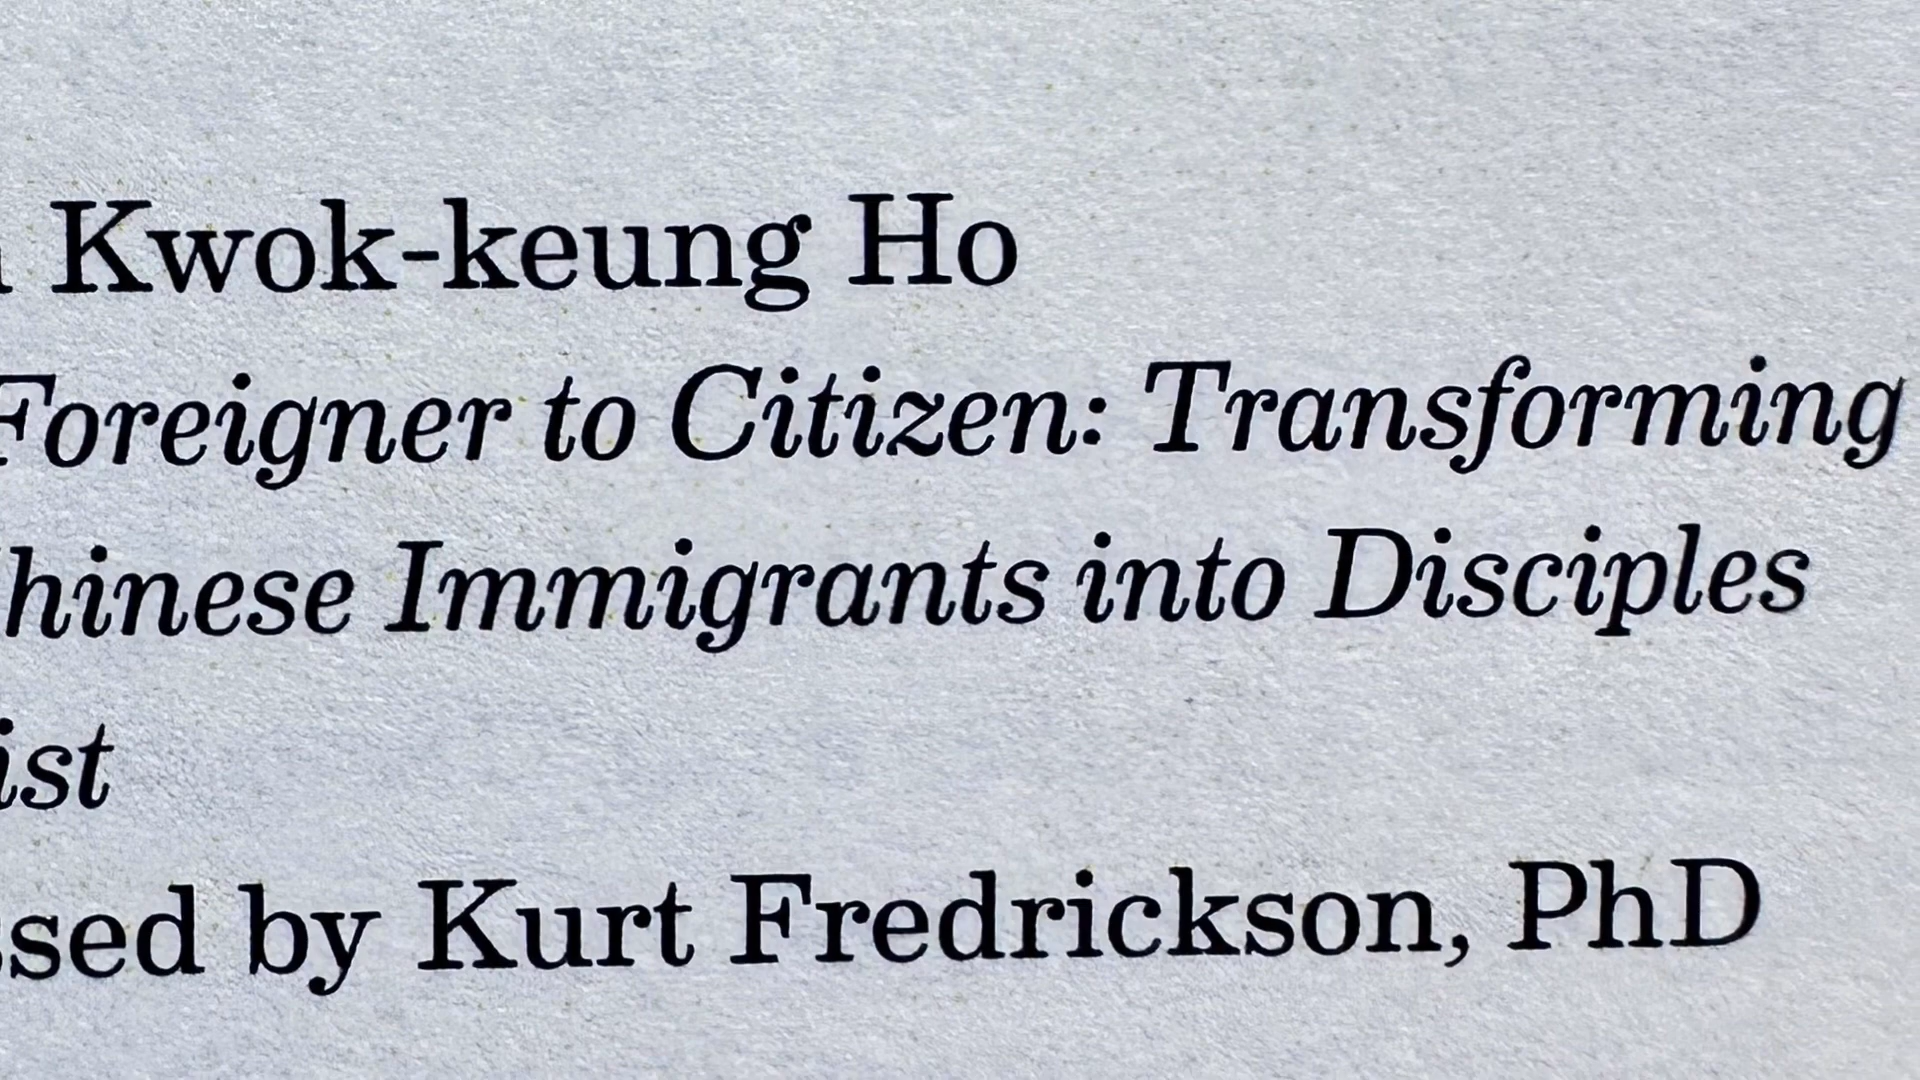 Kwok-keung Ho
Foreigner to Citizen: Transforming
hinese Immigrants into Disciples
ist
sed by Kurt Fredrickson, PhD